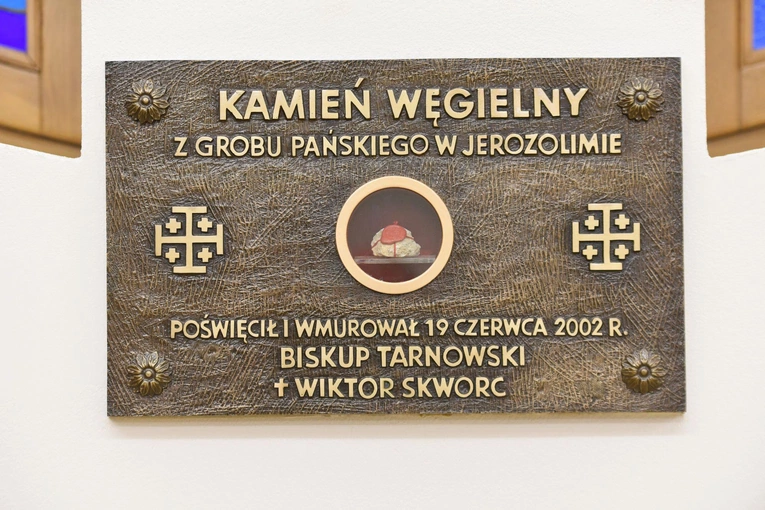 KAMIEŃ WĘGIELNY
Z GROBU PAŃSKIEGO W JEROZOLIMIE
POŚWIĘCIŁ I WMUROWAŁ 19 CZERWCA 2002 R.
BISKUP TARNOWSKI
✝ WIKTOR SKWORC